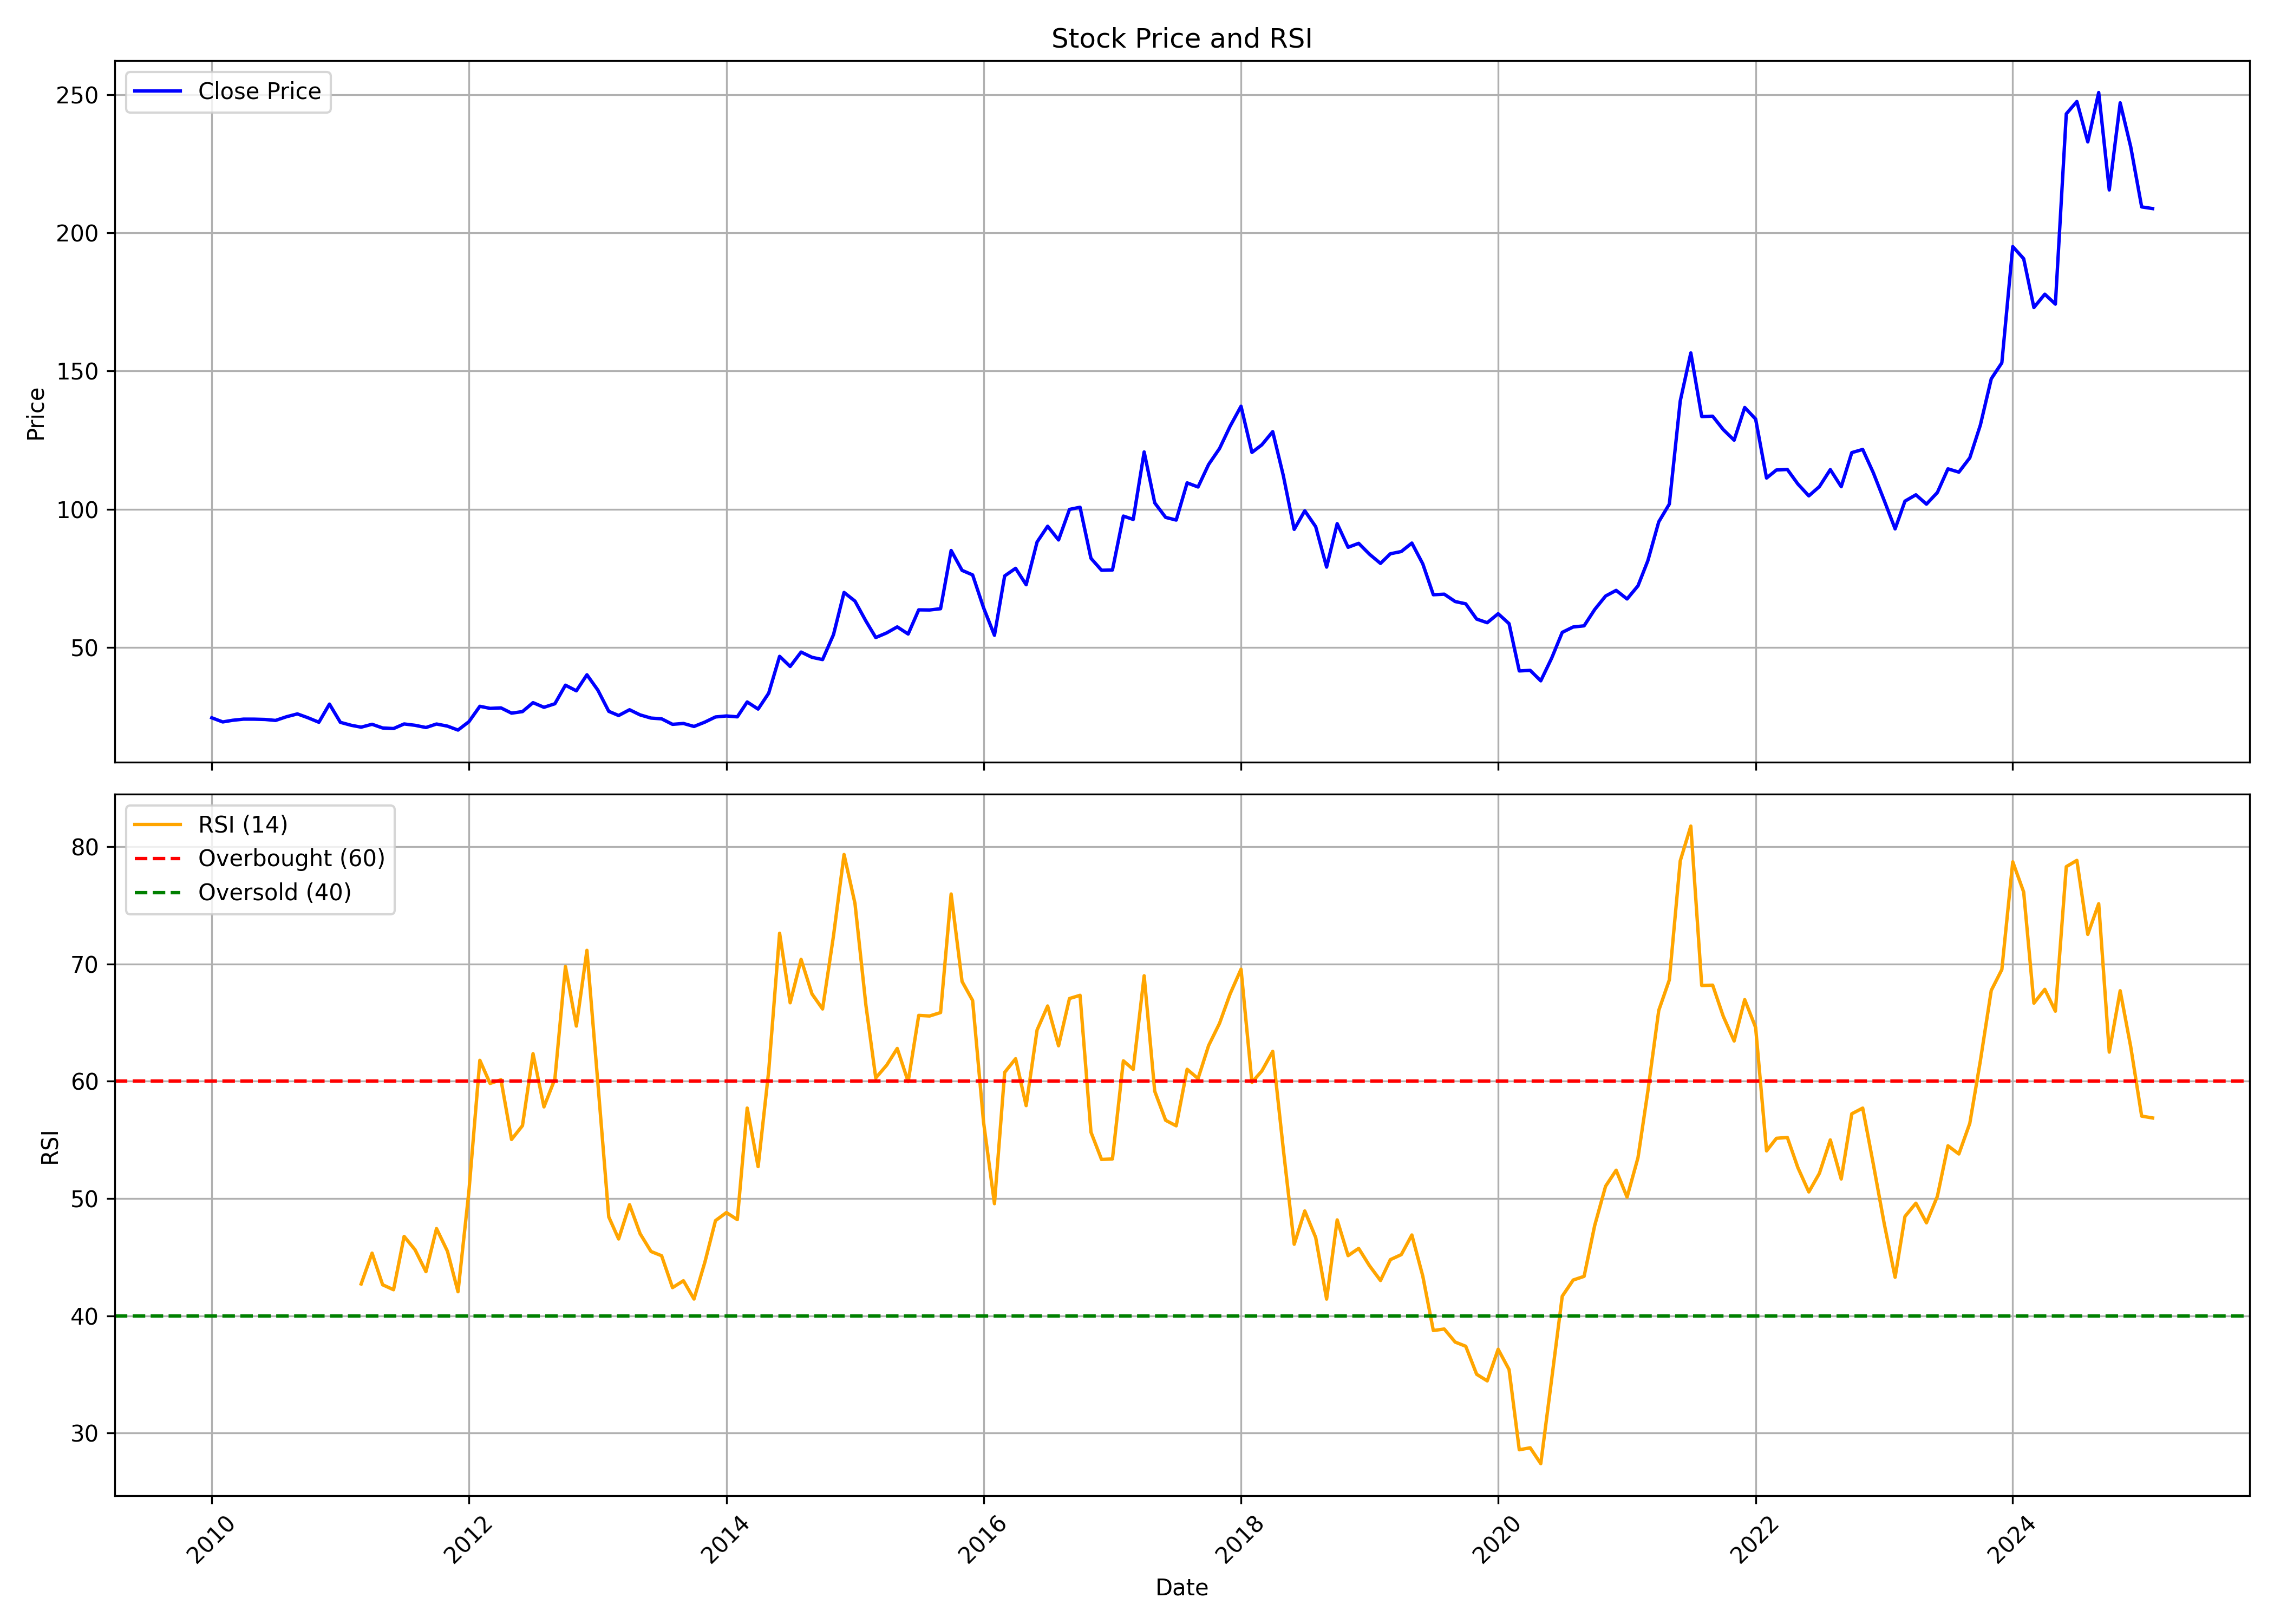 Stock Price and RSI
Close Price
250
200
150
100
50
Price
RSI (14)
Overbought (60)
Oversold (40)
80
70
60
50
40
30
RSI
2010
2012
2014
2016
2018
2020
2022
2024
Date